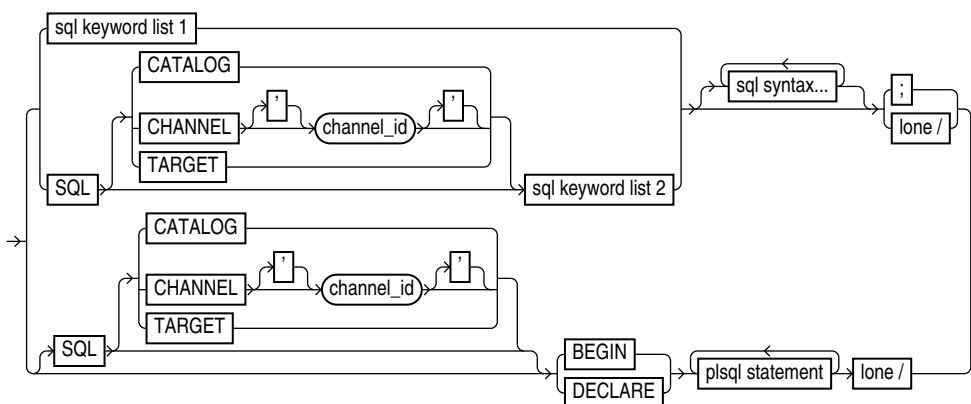 sql keyword list 1
CATALOG
sql syntax...
;
CHANNEL ' channel_id '
lone /
TARGET
SQL
sql keyword list 2
CATALOG
CHANNEL ' channel_id '
TARGET
SQL
BEGIN
plsql statement
lone /
DECLARE